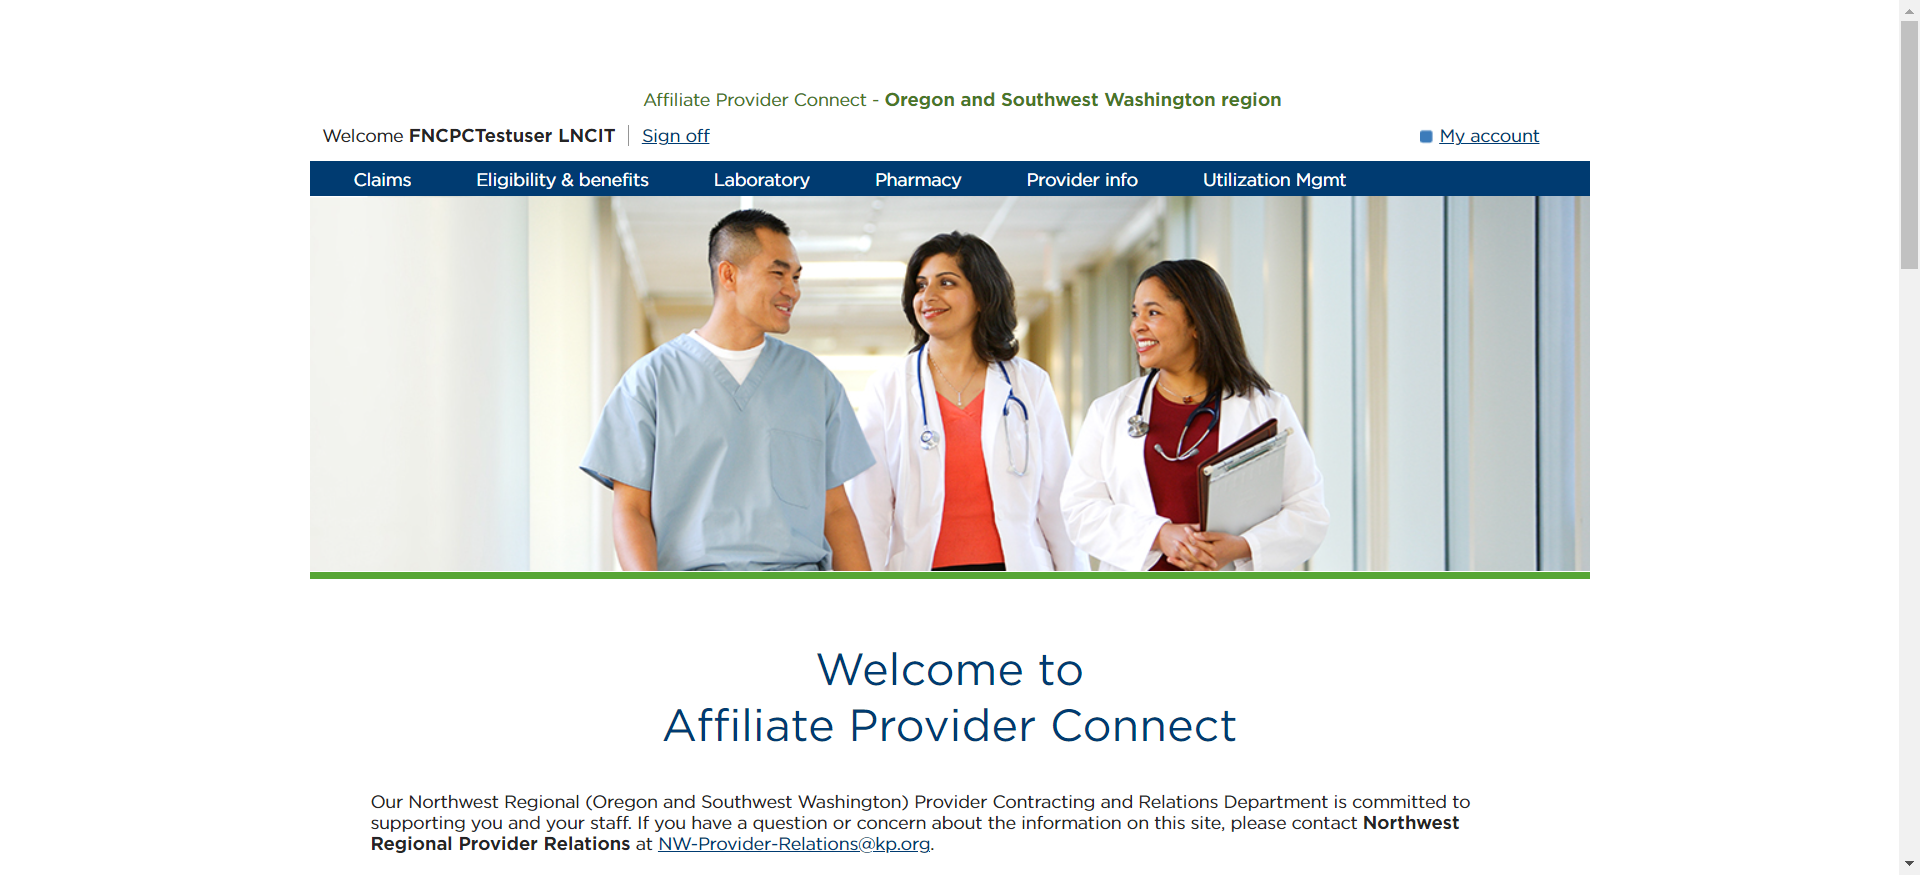 Affiliate Provider Connect - Oregon and Southwest Washington region
Welcome FNCPCTestuser LNCIT Sign off My account
Claims Eligibility & benefits Laboratory Pharmacy Provider info Utilization Mgmt
Welcome to
Affiliate Provider Connect
Our Northwest Regional (Oregon and Southwest Washington) Provider Contracting and Relations Department is committed to
supporting you and your staff. If you have a question or concern about the information on this site, please contact Northwest
Regional Provider Relations at NW-Provider-Relations@kp.org.